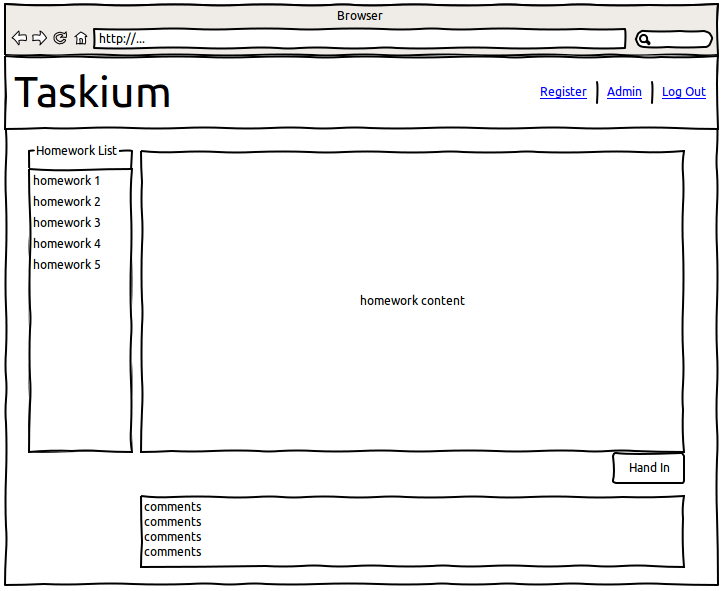 Browser
http://...
Taskium
Register | Admin | Log Out
Homework List
homework 1
homework 2
homework 3
homework 4
homework 5
homework content
Hand In
comments
comments
comments
comments